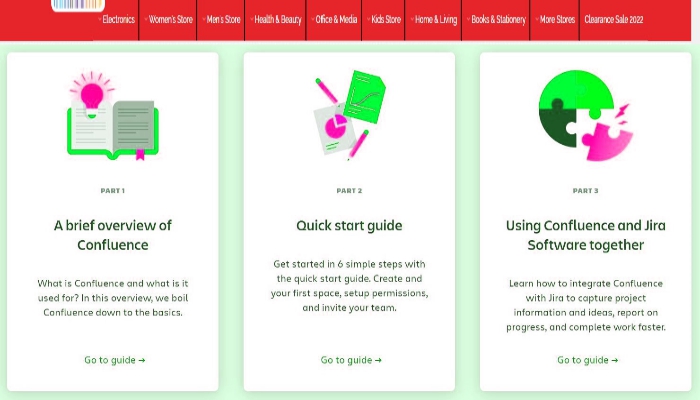 Electronics Women's Store Men's Store Health & Beauty Office & Media Kids Store Home & Living Books & Stationery More Stores Clearance Sale 2022
PART 1
A brief overview of
Confluence
What is Confluence and what is it
used for? In this overview, we boil
Confluence down to the basics.
Go to guide →
PART 2
Quick start guide
Get started in 6 simple steps with
the quick start guide. Create and
your first space, setup permissions,
and invite your team.
Go to guide →
PART 3
Using Confluence and Jira
Software together
Learn how to integrate Confluence
with Jira to capture project
information and ideas, report on
progress, and complete work faster.
Go to guide →